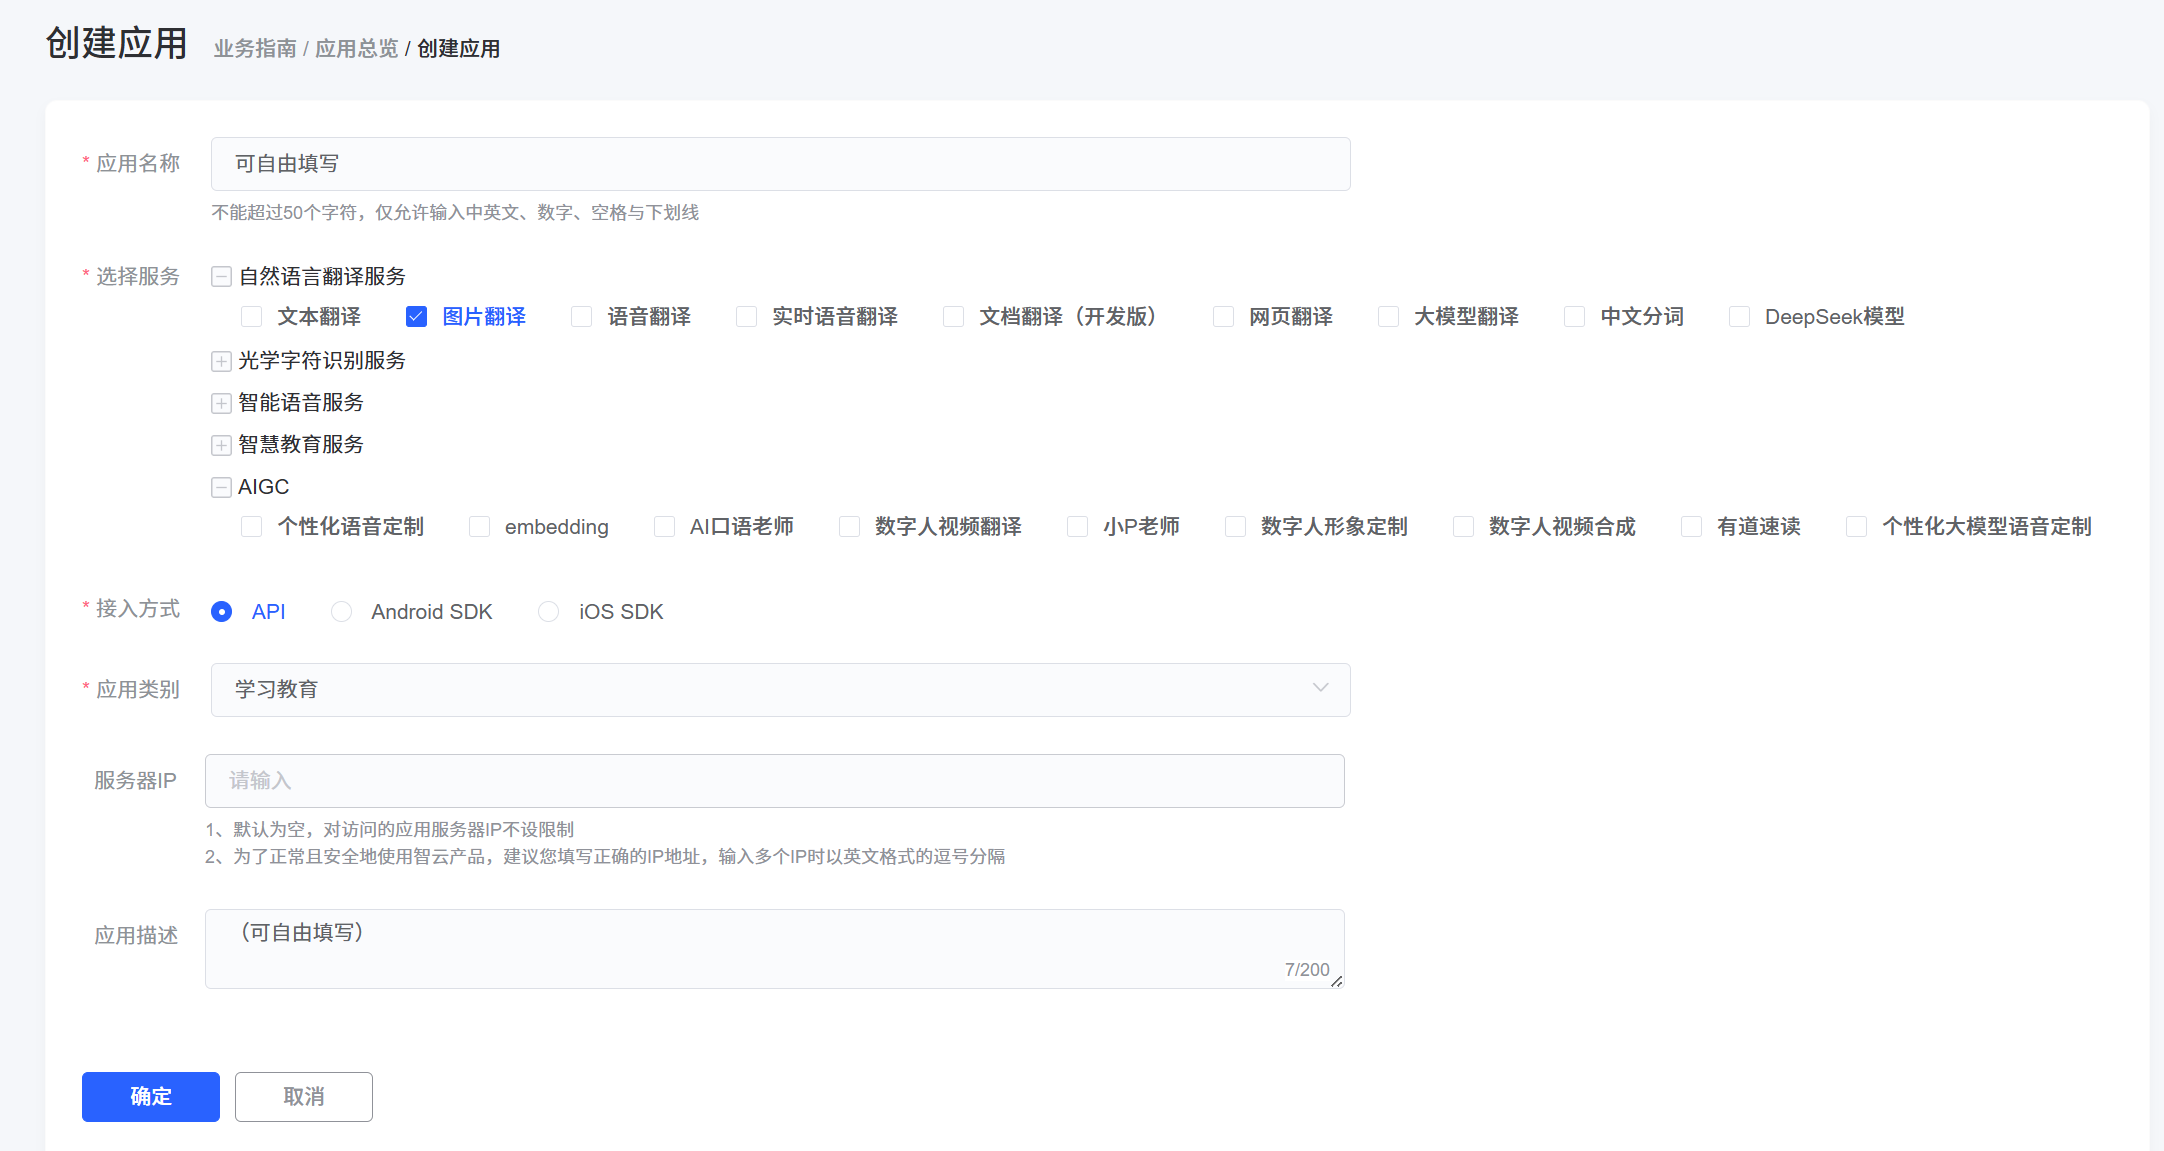 创建应用 业务指南 / 应用总览 / 创建应用
* 应用名称 可自由填写
不能超过50个字符，仅允许输入中英文、数字、空格与下划线
* 选择服务 自然语言翻译服务
文本翻译 图片翻译 语音翻译 实时语音翻译 文档翻译（开发版） 网页翻译 大模型翻译 中文分词 DeepSeek模型
光学字符识别服务
智能语音服务
智慧教育服务
AIGC
个性化语音定制 embedding AI口语老师 数字人视频翻译 小P老师 数字人形象定制 数字人视频合成 有道速读 个性化大模型语音定制
* 接入方式 API Android SDK iOS SDK
* 应用类别 学习教育
服务器IP 请输入
1、默认为空，对访问的应用服务器IP不设限制
2、为了正常且安全地使用智云产品，建议您填写正确的IP地址，输入多个IP时以英文格式的逗号分隔
应用描述 （可自由填写）
7/200
确定 取消